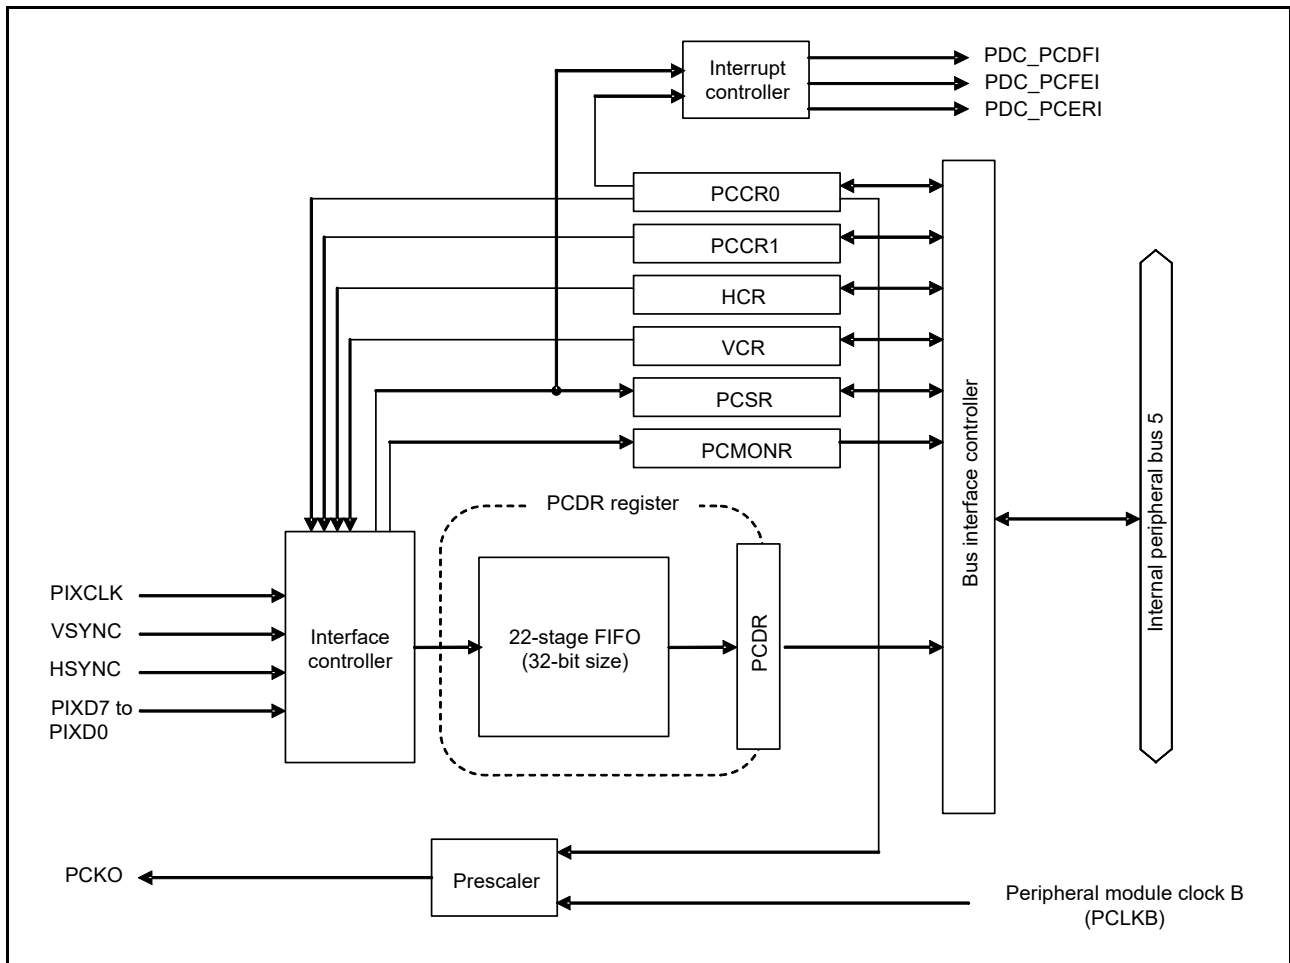 Interrupt
controller
PDC_PCDFI
PDC_PCFEI
PDC_PCERI
PCCR0
PCCR1
HCR
VCR
PCSR
PCMONR
Bus interface controller
Internal peripheral bus 5
PCDR register
PIXCLK
VSYNC
HSYNC
PIXD7 to
PIXD0
Interface
controller
22-stage FIFO
(32-bit size)
PCDR
PCKO
Prescaler
Peripheral module clock B
(PCLKB)